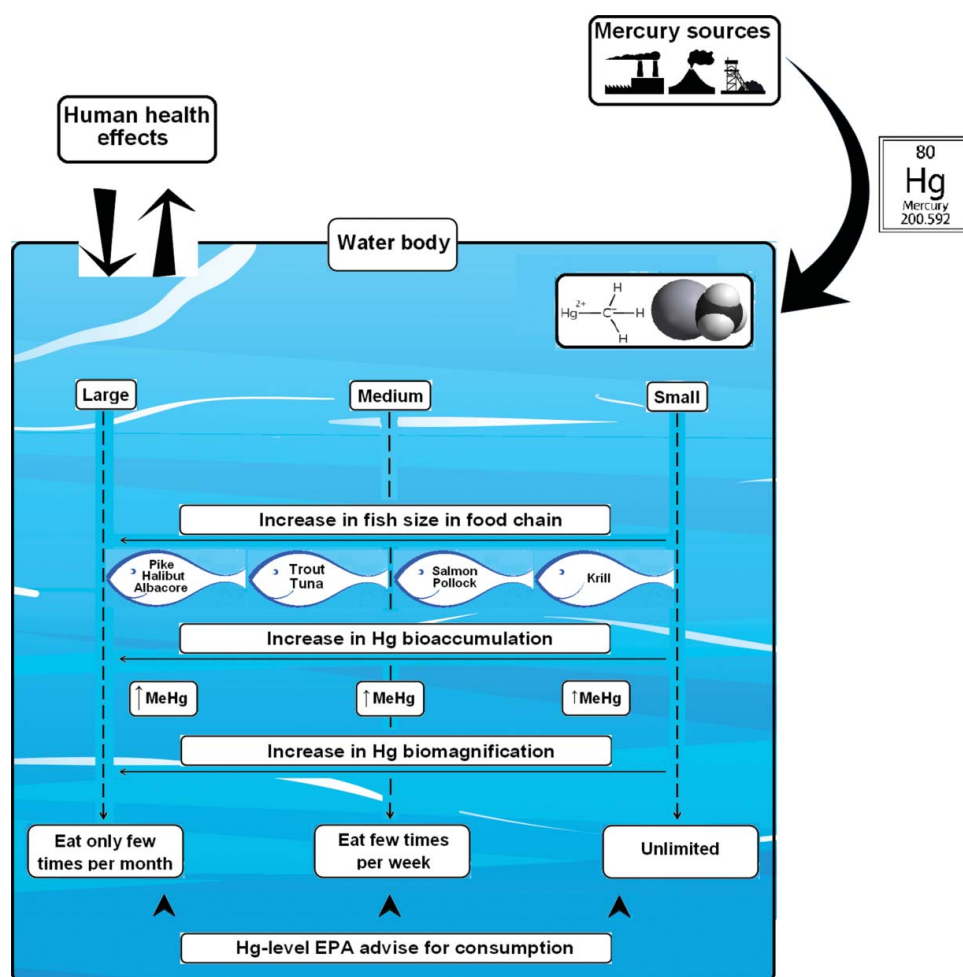 Mercury sources
Human health
effects
80
Hg
Mercury
200.592
Water body
H
Hg2+—C−—H
H
Large
Medium
Small
Increase in fish size in food chain
Pike
Halibut
Albacore
Trout
Tuna
Salmon
Pollock
Krill
Increase in Hg bioaccumulation
↑MeHg
↑MeHg
↑MeHg
Increase in Hg biomagnification
Eat only few
times per month
Eat few times
per week
Unlimited
Hg-level EPA advise for consumption